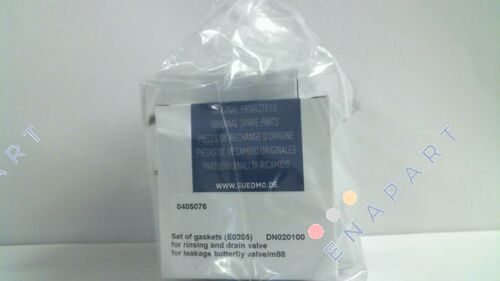 ORIGINAL ERSATZTEILE
ORIGINAL SPARE PARTS
PIECES DE RECHANGE D'ORIGINE
PIEZAS DE RECAMBIO ORIGINALES
PARTI ORIGINALI DI RICAMBIO
WWW.SUEDMO.DE
0405076
Set of gaskets (E0205) DN020100
for rinsing and drain valve
for leakage butterfly valve/m88
ENAPART
ENAPART